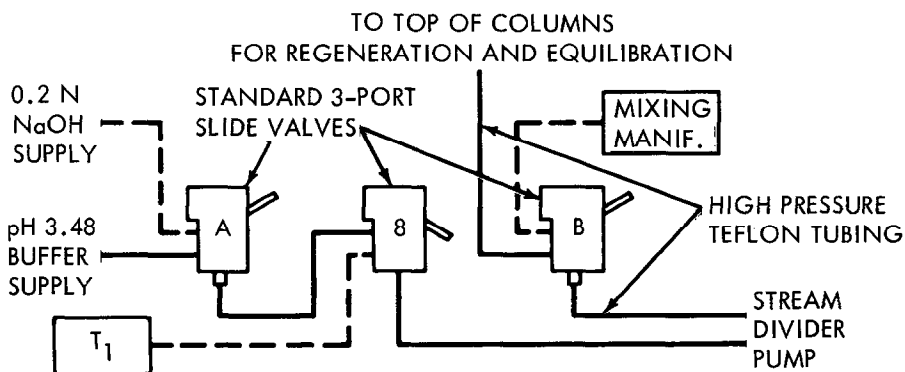 TO TOP OF COLUMNS
FOR REGENERATION AND EQUILIBRATION
0.2 N
NaOH
SUPPLY
STANDARD 3-PORT
SLIDE VALVES
MIXING
MANIF.
A
8
B
HIGH PRESSURE
TEFLON TUBING
pH 3.48
BUFFER
SUPPLY
T1
STREAM
DIVIDER
PUMP